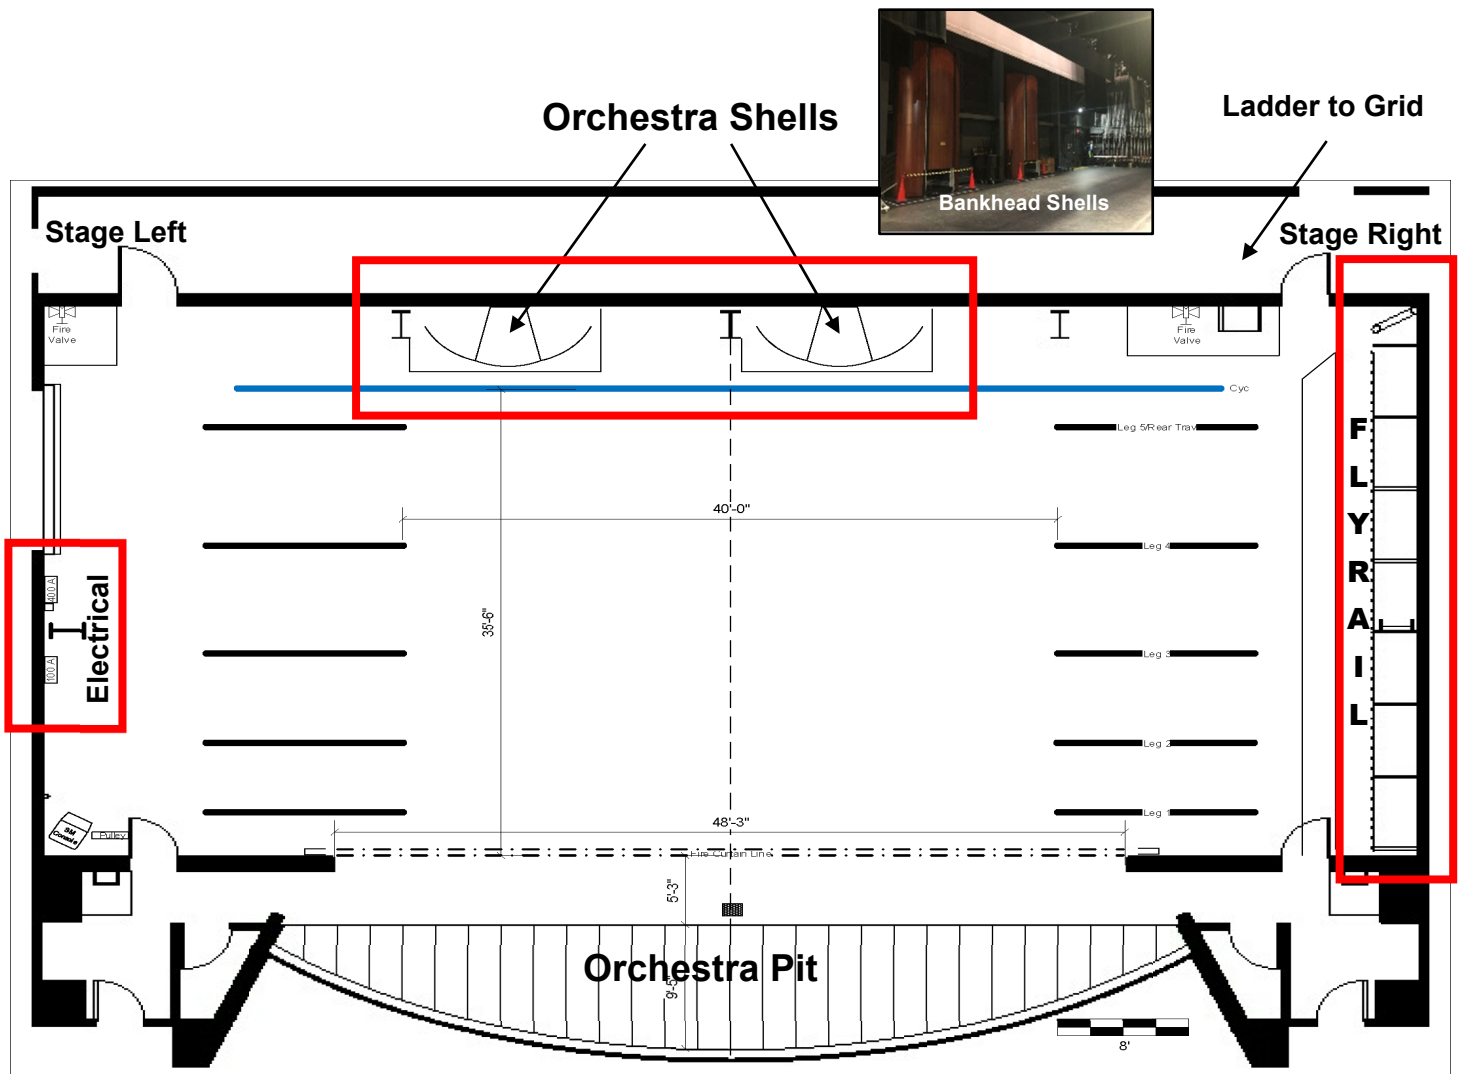 Orchestra Shells
Ladder to Grid
Bankhead Shells
Stage Left
Stage Right
Fire
Valve
Fire
Valve
Cyc
Leg 5/Rear Trav
FLYRAIL
40'-0"
Leg 4
400 A
Electrical
100 A
35'-6"
Leg 3
Leg 2
Leg 1
48'-3"
SM
Console
Pulley
Fire Curtain Line
5'-3"
Orchestra Pit
9'-5"
8'